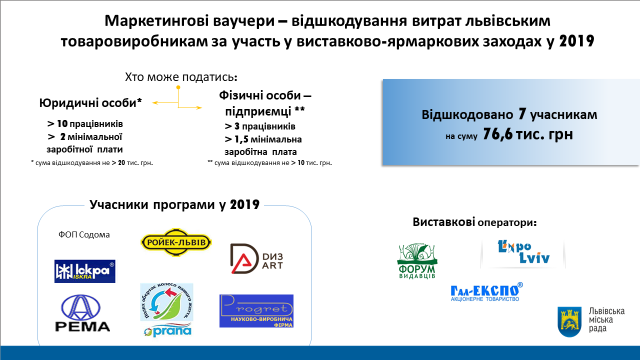 Маркетингові ваучери – відшкодування витрат львівським
товаровиробникам за участь у виставково-ярмаркових заходах у 2019
Хто може податись:
Юридичні особи*
> 10 працівників
> 2 мінімальної
заробітної плати
* сума відшкодування не > 20 тис. грн.
Фізичні особи –
підприємці **
> 3 працівників
> 1,5 мінімальна
заробітна плата
** сума відшкодування не > 10 тис. грн.
Відшкодовано 7 учасникам
на суму 76,6 тис. грн
Учасники програми у 2019
ФОП Содома
РОЙЕК-ЛЬВІВ
DИЗ
ART
Іскра
ISKRA
РЕМА
prana
Progret
НАУКОВО-ВИРОБНИЧА
ФІРМА
Виставкові оператори:
ФОРУМ
ВИДАВЦІВ
Expo
Lviv
Гал-ЕКСПО
АКЦІОНЕРНЕ ТОВАРИСТВО
Львівська
міська
рада